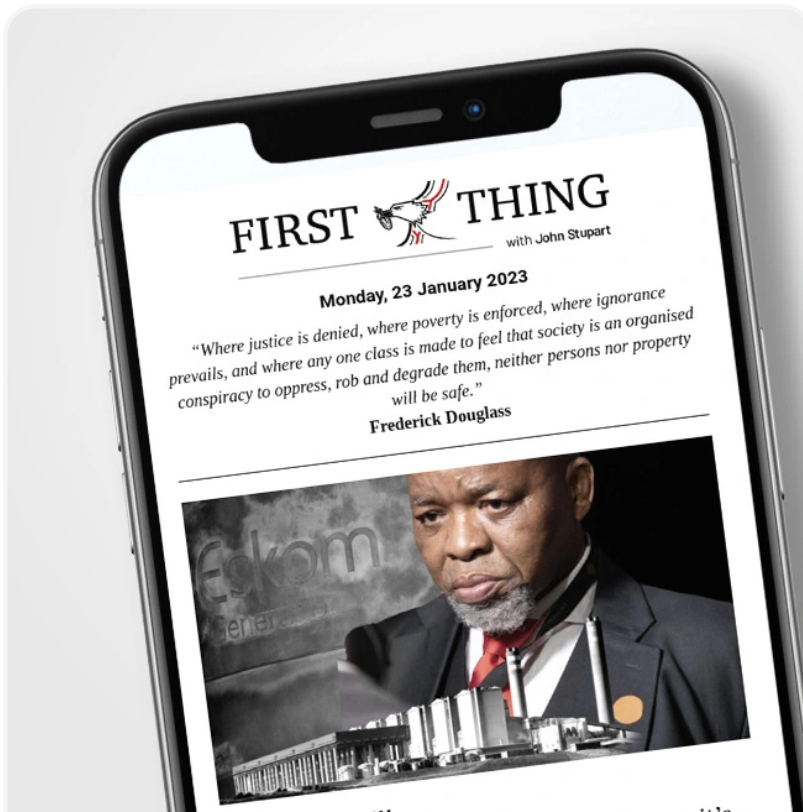 FIRST THING
with John Stupart
Monday, 23 January 2023
“Where justice is denied, where poverty is enforced, where ignorance
prevails, and where any one class is made to feel that society is an organised
conspiracy to oppress, rob and degrade them, neither persons nor property
will be safe.”
Frederick Douglass
Eskom